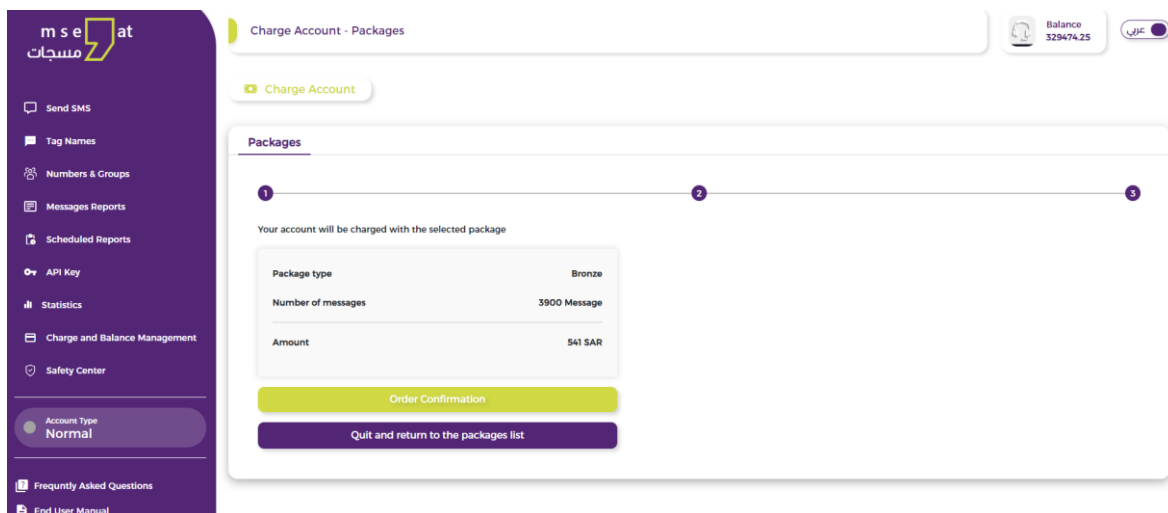 msegat
مسجات
Send SMS
Tag Names
Numbers & Groups
Messages Reports
Scheduled Reports
API Key
Statistics
Charge and Balance Management
Safety Center
Account Type
Normal
Frequntly Asked Questions
End User Manual
Charge Account - Packages
Balance
329474.25
عربي
Charge Account
Packages
1 2 3
Your account will be charged with the selected package
Package type Bronze
Number of messages 3900 Message
Amount 541 SAR
Order Confirmation
Quit and return to the packages list